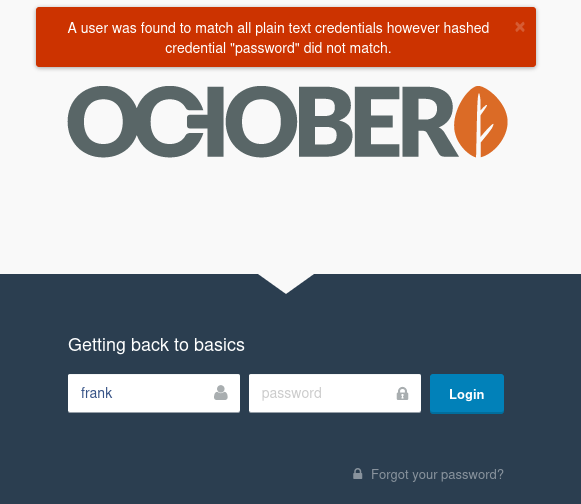 A user was found to match all plain text credentials however hashed
credential "password" did not match.
×
OCTOBER
Getting back to basics
frank
password
Login
Forgot your password?